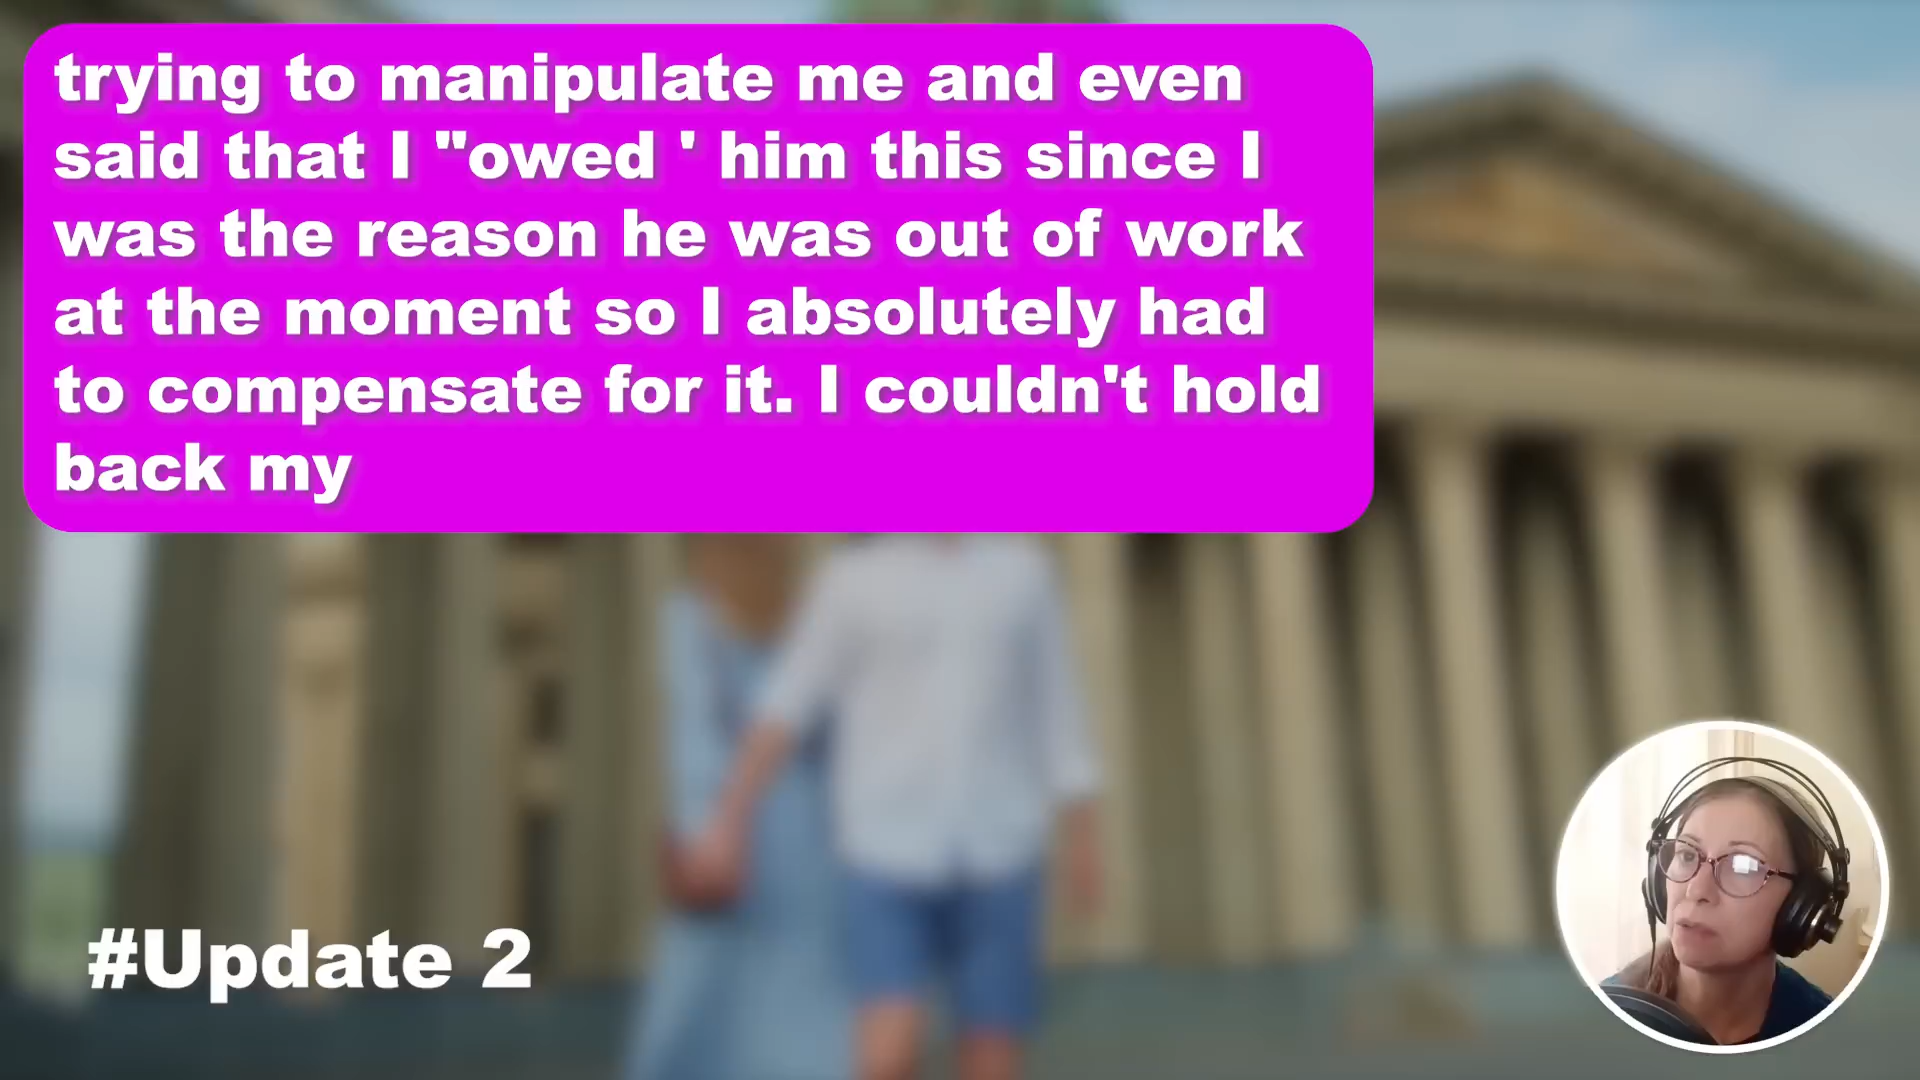 trying to manipulate me and even
said that I "owed ' him this since I
was the reason he was out of work
at the moment so I absolutely had
to compensate for it. I couldn't hold
back my
#Update 2